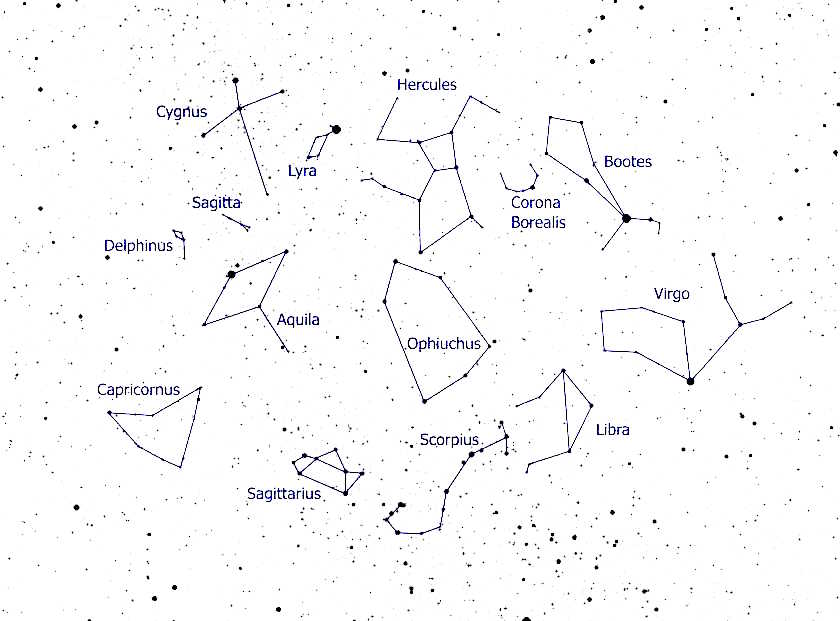 Hercules
Cygnus
Bootes
Lyra
Sagitta
Corona
Borealis
Delphinus
Virgo
Aquila
Ophiuchus
Capricornus
Libra
Scorpius
Sagittarius